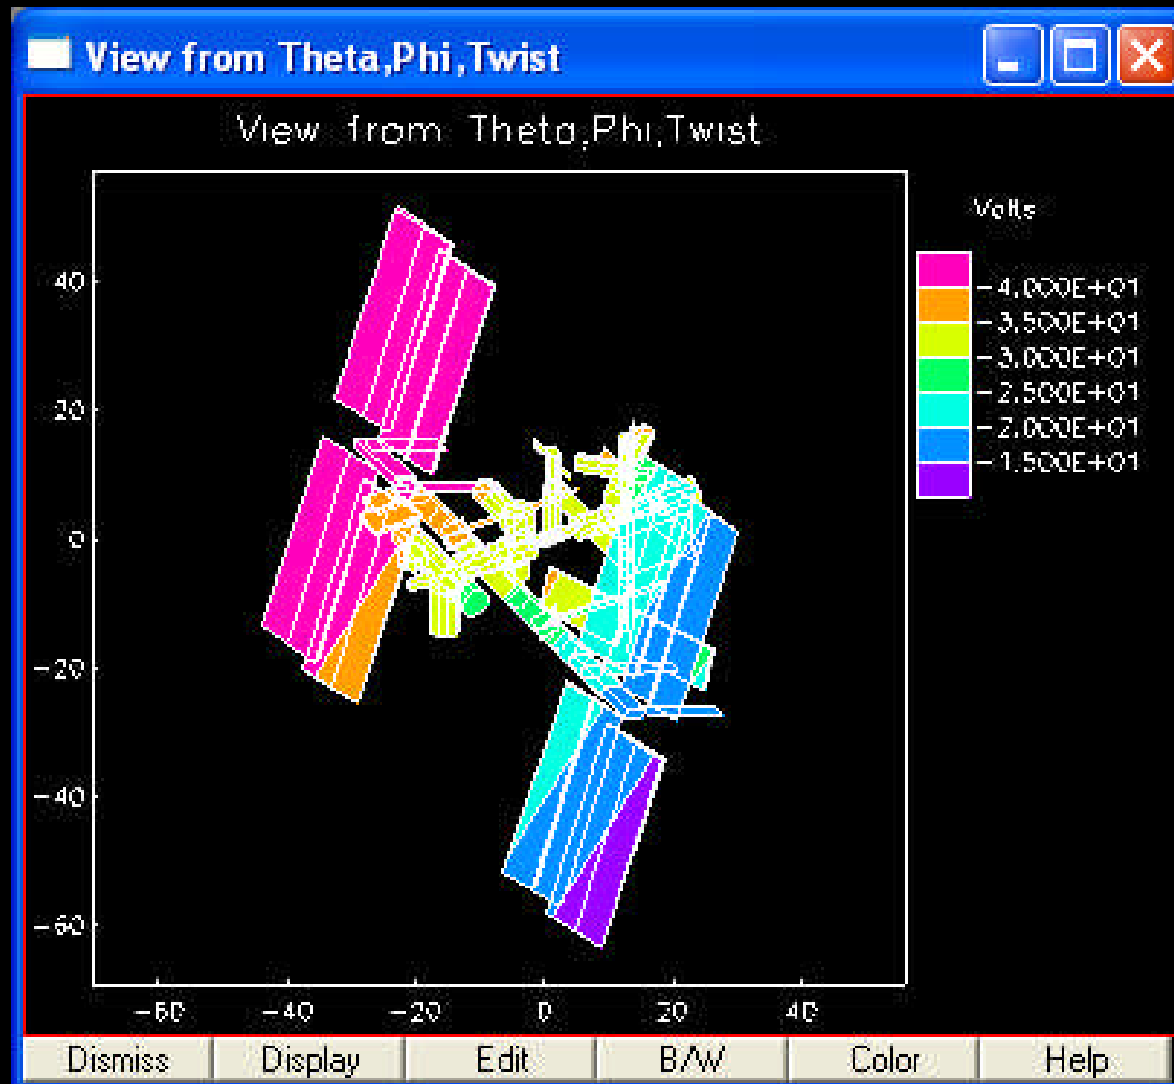 View from Theta,Phi,Twist
View from Theta,Phi,Twist
Volts
-4.000E+01
-3.500E+01
-3.000E+01
-2.500E+01
-2.000E+01
-1.500E+01
40
20
0
-20
-40
-60
-60 -40 -20 0 20 40
Dismiss Display Edit B/W Color Help